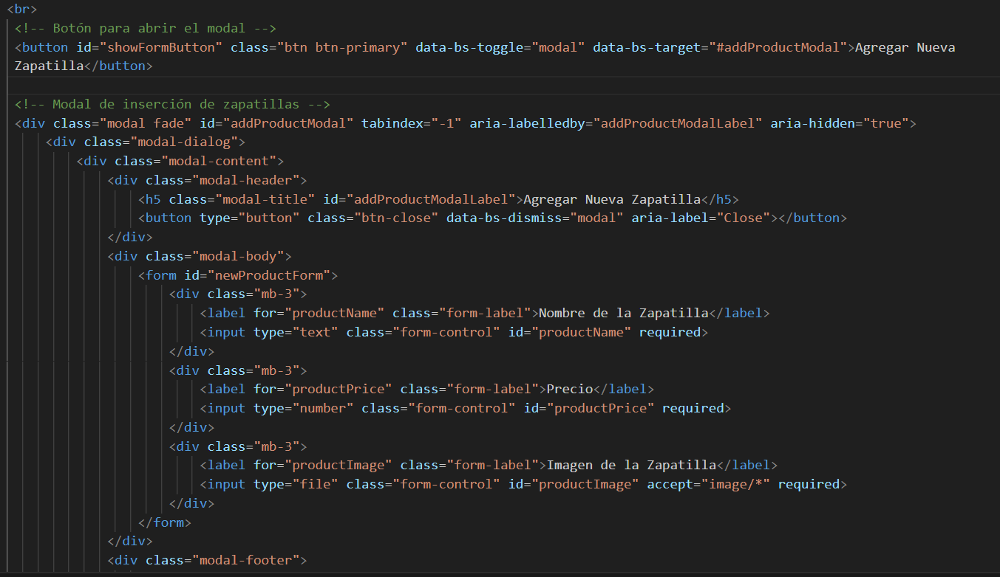 <br>
<!-- Botón para abrir el modal -->
<button id="showFormButton" class="btn btn-primary" data-bs-toggle="modal" data-bs-target="#addProductModal">Agregar Nueva
Zapatilla</button>
<!-- Modal de inserción de zapatillas -->
<div class="modal fade" id="addProductModal" tabindex="-1" aria-labelledby="addProductModalLabel" aria-hidden="true">
<div class="modal-dialog">
<div class="modal-content">
<div class="modal-header">
<h5 class="modal-title" id="addProductModalLabel">Agregar Nueva Zapatilla</h5>
<button type="button" class="btn-close" data-bs-dismiss="modal" aria-label="Close"></button>
</div>
<div class="modal-body">
<form id="newProductForm">
<div class="mb-3">
<label for="productName" class="form-label">Nombre de la Zapatilla</label>
<input type="text" class="form-control" id="productName" required>
</div>
<div class="mb-3">
<label for="productPrice" class="form-label">Precio</label>
<input type="number" class="form-control" id="productPrice" required>
</div>
<div class="mb-3">
<label for="productImage" class="form-label">Imagen de la Zapatilla</label>
<input type="file" class="form-control" id="productImage" accept="image/*" required>
</div>
</form>
</div>
<div class="modal-footer">